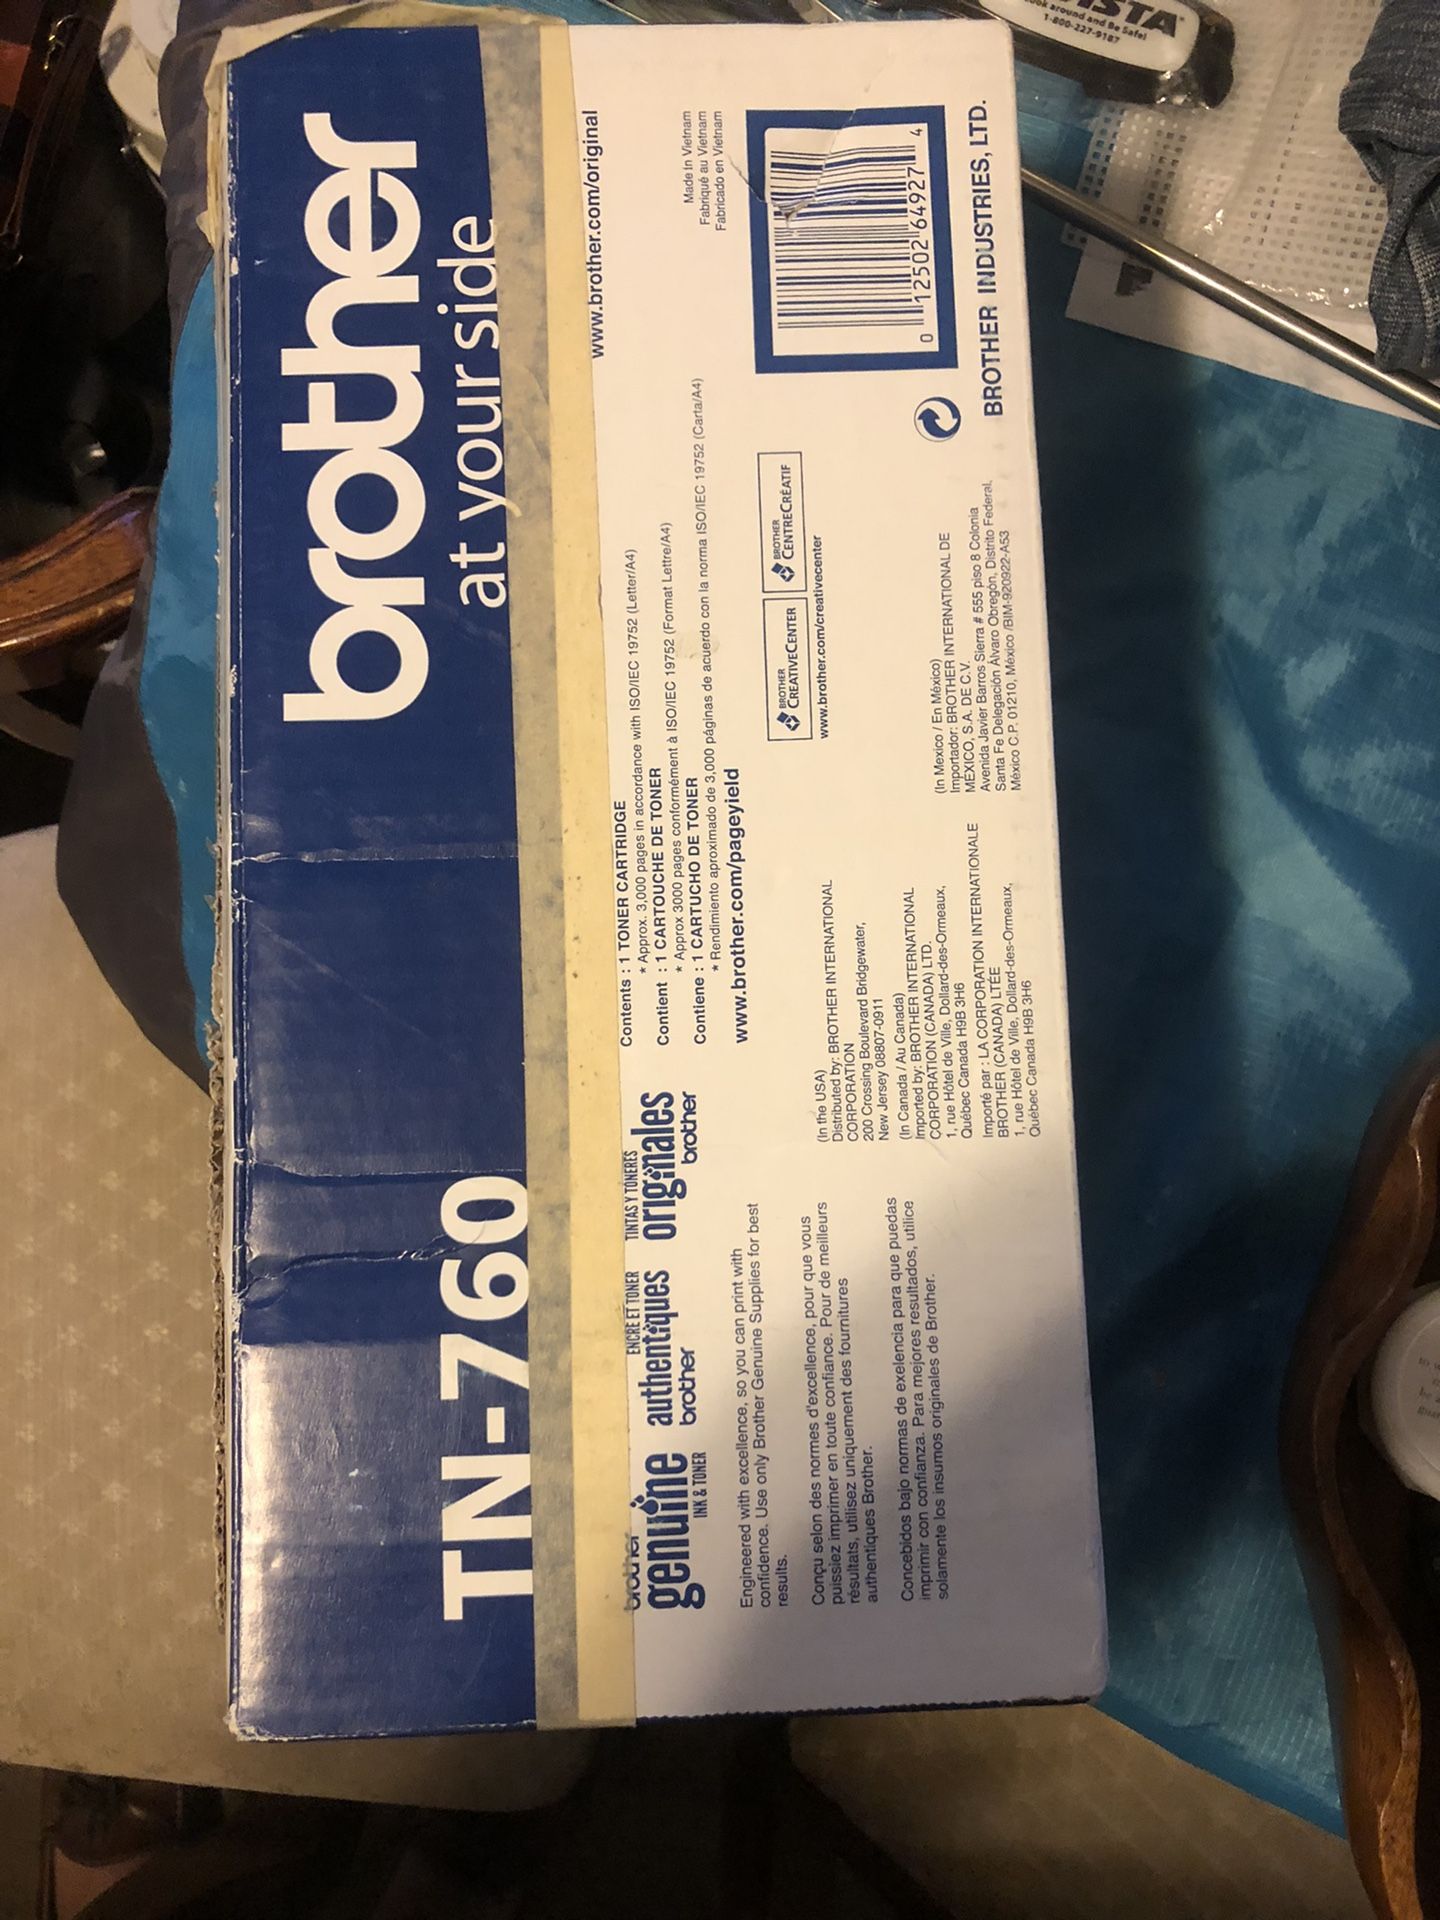 TN-760
brother
at your side
www.brother.com/original
brother
genuine
INK & TONER
ENCRE ET TONER
authentiques
brother
TINTAS Y TÓNERES
originales
brother
Contents : 1 TONER CARTRIDGE
* Approx. 3,000 pages in accordance with ISO/IEC 19752 (Letter/A4)
Contient : 1 CARTOUCHE DE TONER
* Approx 3000 pages conformément à ISO/IEC 19752 (Format Lettre/A4)
Contiene : 1 CARTUCHO DE TONER
* Rendimiento aproximado de 3,000 páginas de acuerdo con la norma ISO/IEC 19752 (Carta/A4)
www.brother.com/pageyield
Made in Vietnam
Fabriqué au Vietnam
Fabricado en Vietnam
Engineered with excellence, so you can print with
confidence. Use only Brother Genuine Supplies for best
results.
Conçu selon des normes d'excellence, pour que vous
puissiez imprimer en toute confiance. Pour de meilleurs
résultats, utilisez uniquement des fournitures
authentiques Brother.
Concebidos bajo normas de exelencia para que puedas
imprimir con confianza. Para mejores resultados, utilice
solamente los insumos originales de Brother.
(In the USA)
Distributed by: BROTHER INTERNATIONAL
CORPORATION
200 Crossing Boulevard Bridgewater,
New Jersey 08807-0911
(In Canada / Au Canada)
Imported by: BROTHER INTERNATIONAL
CORPORATION (CANADA) LTD.
1, rue Hôtel de Ville, Dollard-des-Ormeaux,
Québec Canada H9B 3H6
Importé par : LA CORPORATION INTERNATIONALE
BROTHER (CANADA) LTÉE
1, rue Hôtel de Ville, Dollard-des-Ormeaux,
Québec Canada H9B 3H6
BROTHER
CREATIVECENTER
BROTHER
CENTRECRÉATIF
www.brother.com/creativecenter
(In Mexico / En México)
Importador: BROTHER INTERNATIONAL DE
MÉXICO, S.A. DE C.V.
Avenida Javier Barros Sierra # 555 piso 8 Colonia
Santa Fe Delegación Álvaro Obregón, Distrito Federal,
México C.P. 01210, México /BIM-920922-A53
0 12502 64927 4
BROTHER INDUSTRIES, LTD.
around and Be Safe!
1-800-227-9187